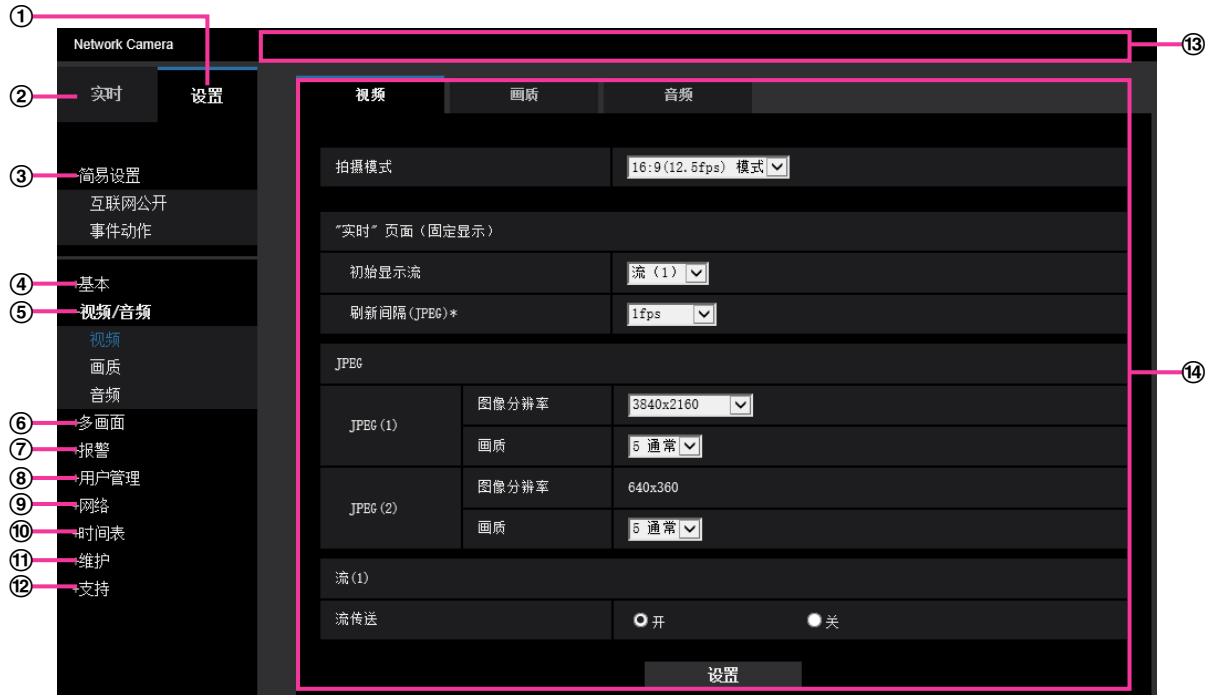 ①
Network Camera
⑬
② 实时 设置
视频 画质 音频
拍摄模式 16:9(12.5fps) 模式
③ 简易设置
互联网公开
事件动作
"实时" 页面（固定显示）
初始显示流 流（1）
④ +基本
⑤ -视频/音频
刷新间隔(JPEG)* 1fps
视频
画质
音频
JPEG
⑭
JPEG(1) 图像分辨率 3840x2160
画质 5 通常
⑥ +多画面
⑦ +报警
⑧ +用户管理
⑨ +网络
⑩ +时间表
⑪ +维护
⑫ +支持
JPEG(2) 图像分辨率 640x360
画质 5 通常
流(1)
流传送 开 关
设置